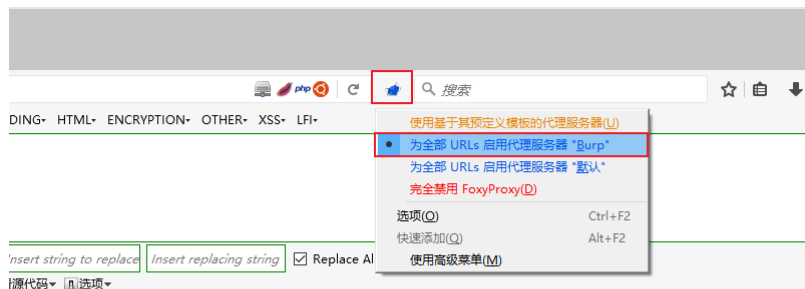 php 搜索
DING HTML ENCRYPTION OTHER XSS LFI
使用基于其预定义模板的代理服务器(U)
为全部 URLs 启用代理服务器 "Burp"
为全部 URLs 启用代理服务器 "默认"
完全禁用 FoxyProxy(D)
选项(O) Ctrl+F2
快速添加(Q) Alt+F2
使用高级菜单(M)
Insert string to replace Insert replacing string Replace Al
源代码 选项